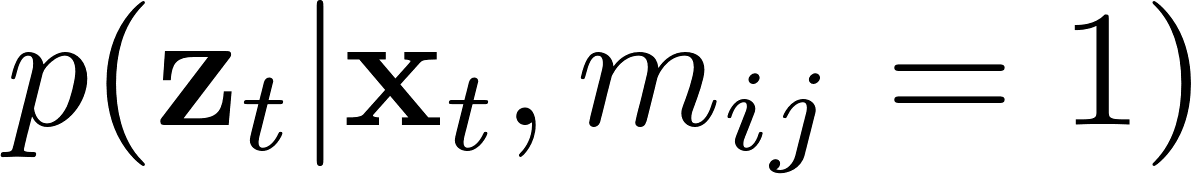 p(𝐳ₜ|𝐱ₜ, mᵢⱼ = 1)